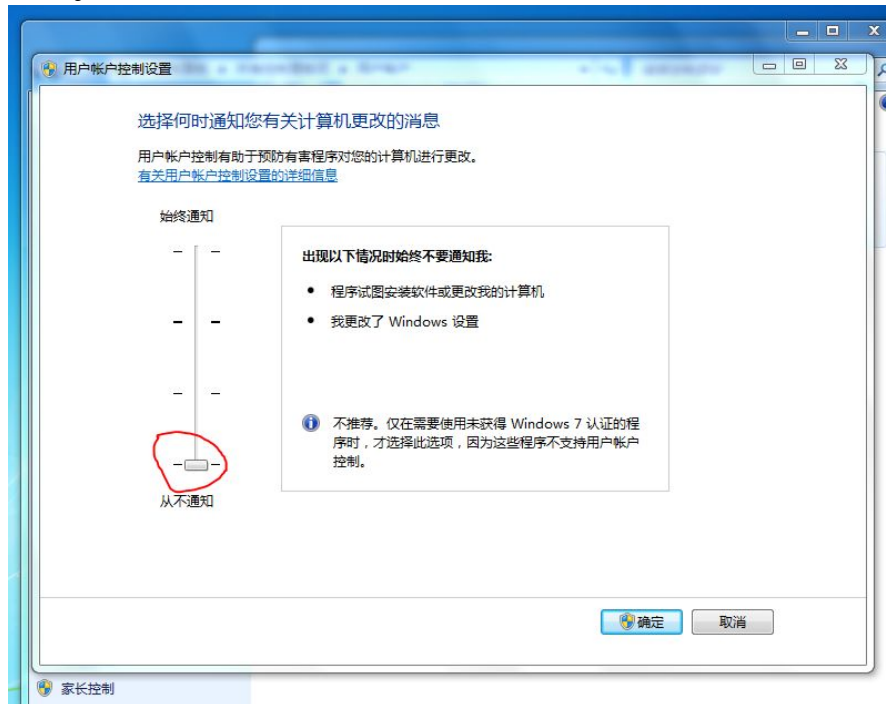 用户帐户控制设置
选择何时通知您有关计算机更改的消息
用户帐户控制有助于预防有害程序对您的计算机进行更改。
有关用户帐户控制设置的详细信息
始终通知
出现以下情况时始终不要通知我:
程序试图安装软件或更改我的计算机
我更改了 Windows 设置
不推荐。仅在需要使用未获得 Windows 7 认证的程
序时，才选择此选项，因为这些程序不支持用户帐户
控制。
从不通知
确定
取消
家长控制